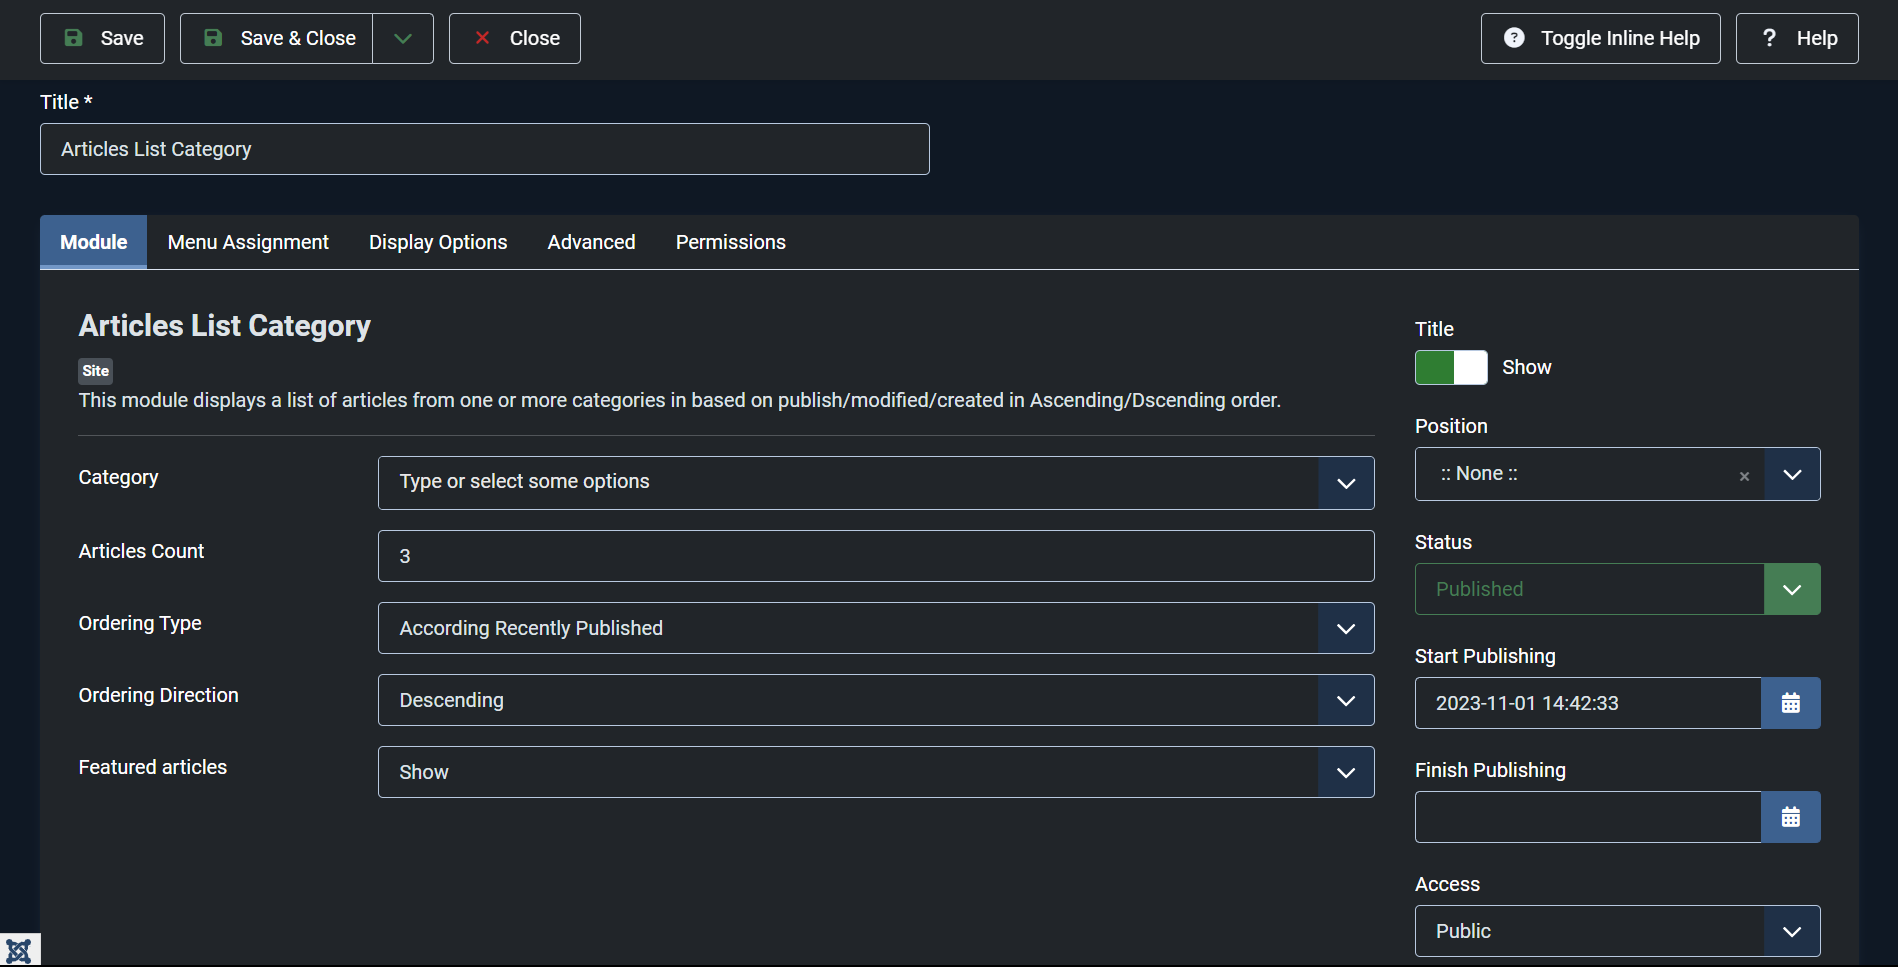 Save
Save & Close
Close
Toggle Inline Help
? Help
Title *
Articles List Category
Module
Menu Assignment
Display Options
Advanced
Permissions
Articles List Category
Site
This module displays a list of articles from one or more categories in based on publish/modified/created in Ascending/Dscending order.
Category
Type or select some options
Articles Count
3
Ordering Type
According Recently Published
Ordering Direction
Descending
Featured articles
Show
Title
Show
Position
:: None ::
×
Status
Published
Start Publishing
2023-11-01 14:42:33
Finish Publishing
Access
Public